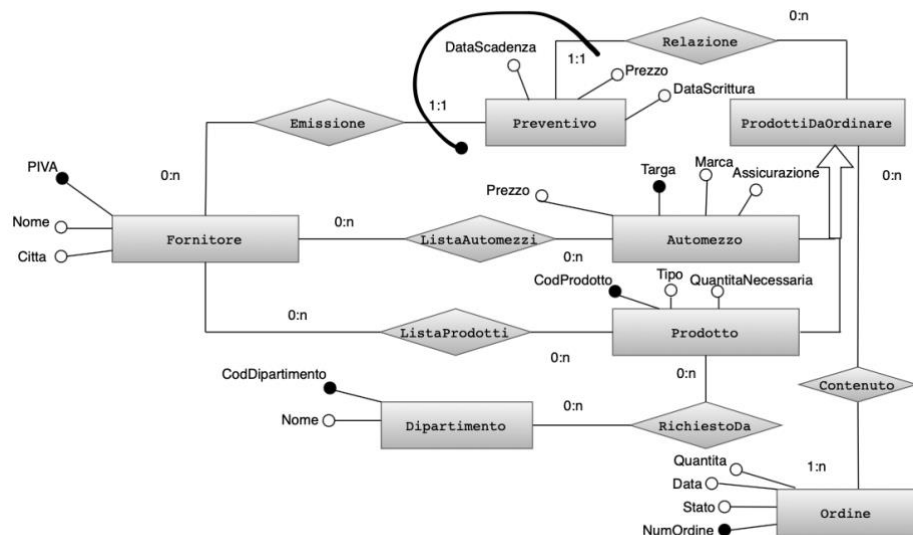 0:n
Relazione
DataScadenza
1:1
Prezzo
DataScrittura
1:1
Emissione
Preventivo
ProdottiDaOrdinare
PIVA
0:n
0:n
Nome
Citta
Fornitore
0:n
ListaAutomezzi
0:n
Prezzo
Targa
Marca
Assicurazione
Automezzo
CodProdotto
Tipo
QuantitaNecessaria
0:n
ListaProdotti
0:n
Prodotto
0:n
CodDipartimento
Nome
Dipartimento
0:n
RichiestoDa
Contenuto
Quantita
Data
Stato
NumOrdine
1:n
Ordine